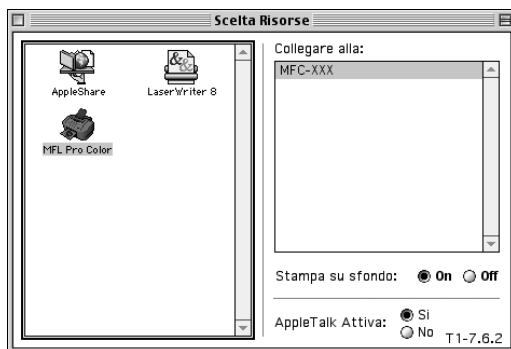 Scelta Risorse
AppleShare
LaserWriter 8
MFL Pro Color
Collegare alla:
MFC-XXX
Stampa su sfondo: On Off
AppleTalk Attiva: Si
No
T1-7.6.2